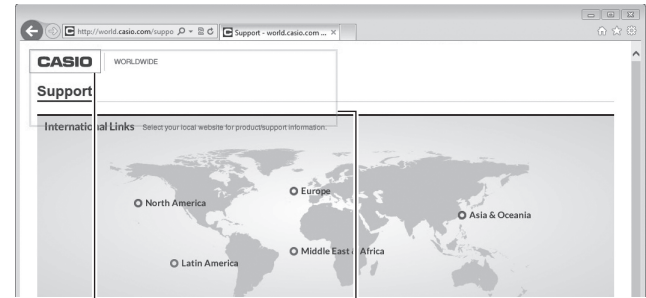 http://world.casio.com/suppo
Support - world.casio.com ...
CASIO
WORLDWIDE
Support
International Links Select your local website for product/support information.
Europe
North America
Asia & Oceania
Middle East & Africa
Latin America